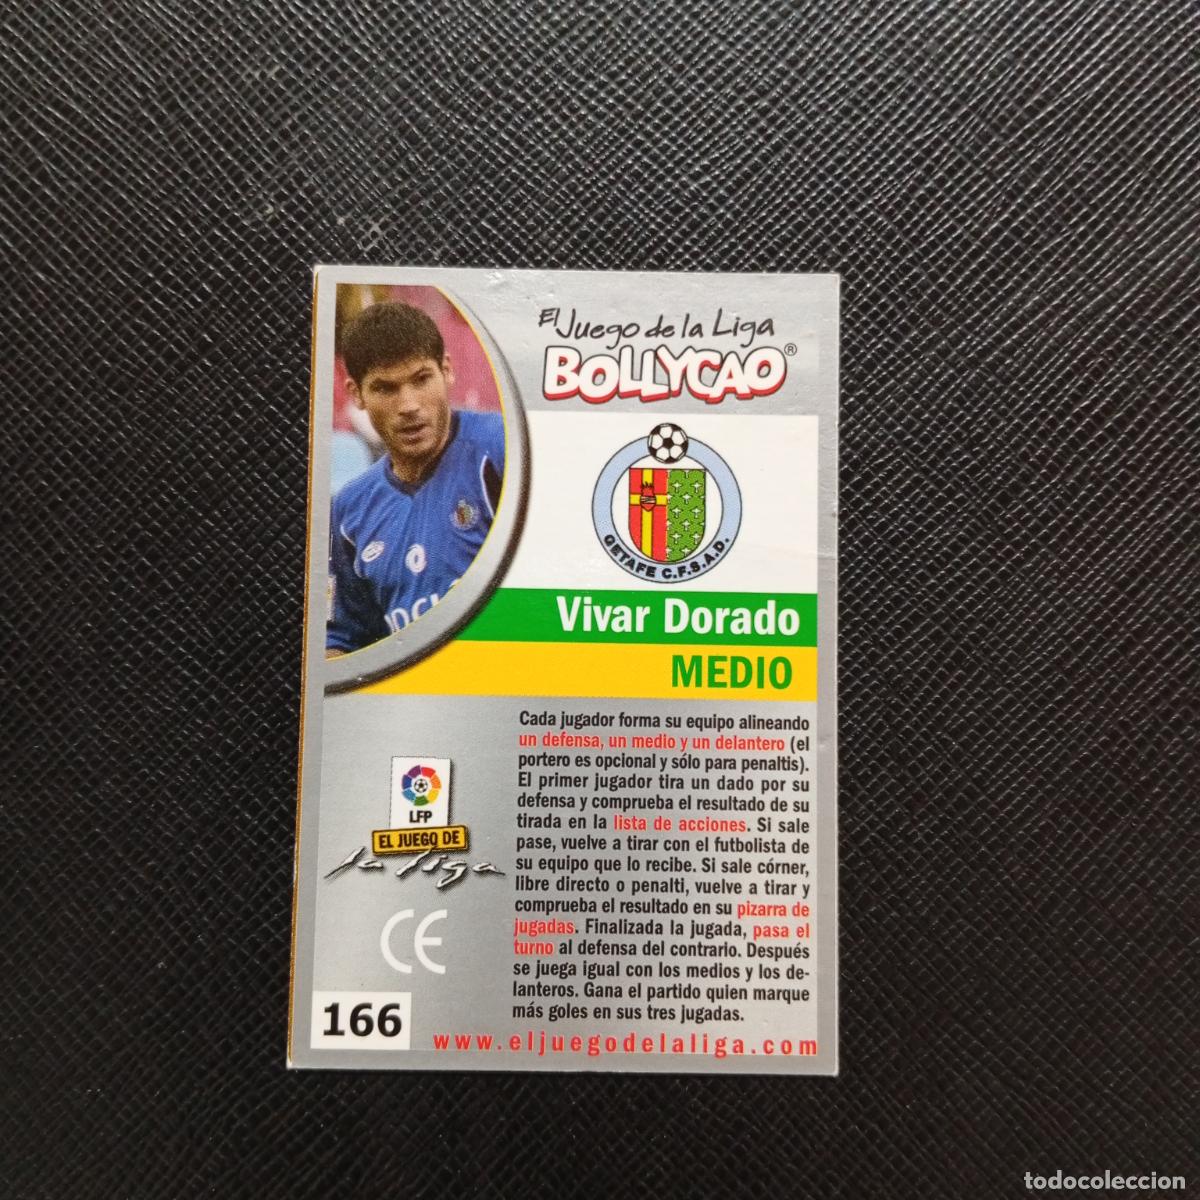 El Juego de la Liga
BOLLYCAO®
GETAFE C.F.S.A.D.
Vivar Dorado
MEDIO
Cada jugador forma su equipo alineando
un defensa, un medio y un delantero (el
portero es opcional y sólo para penaltis).
El primer jugador tira un dado por su
defensa y comprueba el resultado de su
tirada en la lista de acciones. Si sale
pase, vuelve a tirar con el futbolista de
su equipo que lo recibe. Si sale córner,
libre directo o penalti, vuelve a tirar y
comprueba el resultado en su pizarra de
jugadas. Finalizada la jugada, pasa el
turno al defensa del contrario. Después
se juega igual con los medios y los de-
lanteros. Gana el partido quien marque
más goles en sus tres jugadas.
LFP
EL JUEGO DE
la liga
CE
166
www.eljuegodelaliga.com
todocoleccion